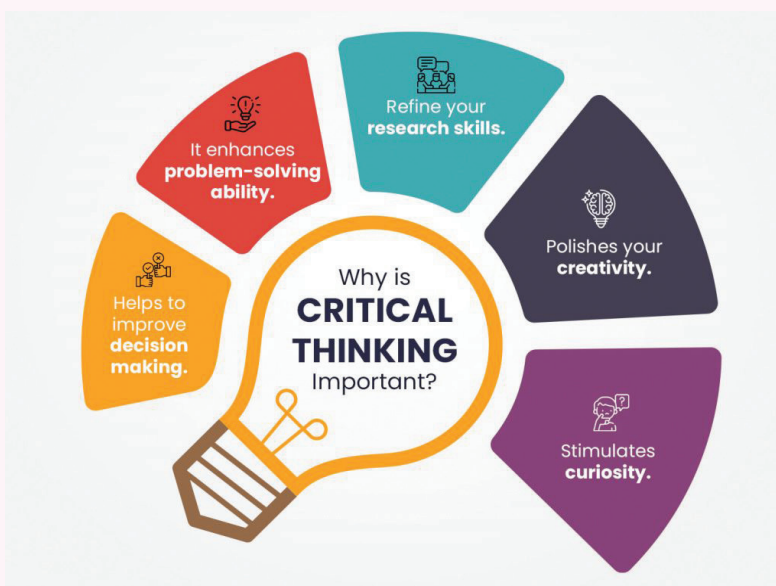 Why is
CRITICAL
THINKING
Important?
Helps to
improve
decision
making.
It enhances
problem-solving
ability.
Refine your
research skills.
Polishes your
creativity.
Stimulates
curiosity.
?